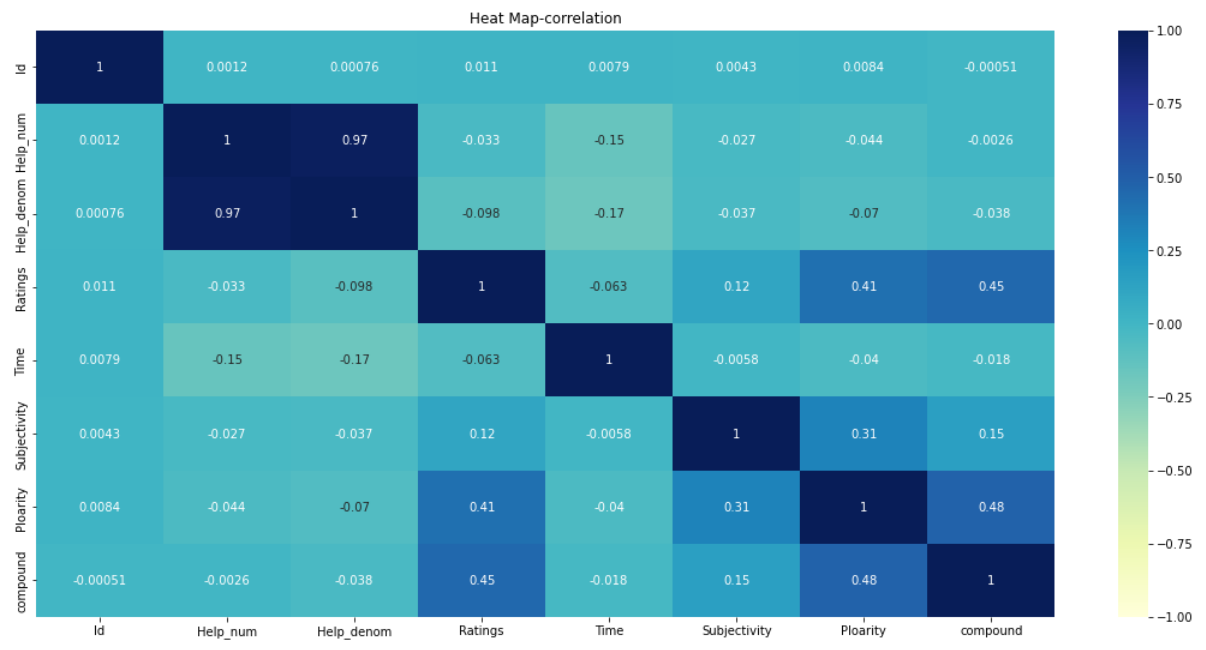 Heat Map-correlation
Id 1 0.0012 0.00076 0.011 0.0079 0.0043 0.0084 -0.00051
Help_num 0.0012 1 0.97 -0.033 -0.15 -0.027 -0.044 -0.0026
Help_denom 0.00076 0.97 1 -0.098 -0.17 -0.037 -0.07 -0.038
Ratings 0.011 -0.033 -0.098 1 -0.063 0.12 0.41 0.45
Time 0.0079 -0.15 -0.17 -0.063 1 -0.0058 -0.04 -0.018
Subjectivity 0.0043 -0.027 -0.037 0.12 -0.0058 1 0.31 0.15
Ploarity 0.0084 -0.044 -0.07 0.41 -0.04 0.31 1 0.48
compound -0.00051 -0.0026 -0.038 0.45 -0.018 0.15 0.48 1
Id Help_num Help_denom Ratings Time Subjectivity Ploarity compound
1.00
0.75
0.50
0.25
0.00
−0.25
−0.50
−0.75
−1.00